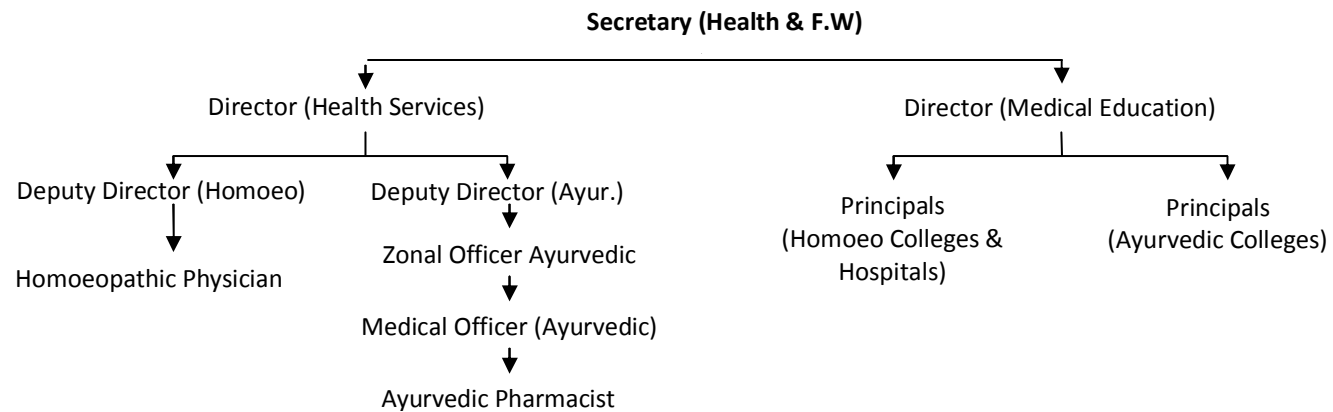 Secretary (Health & F.W)
Director (Health Services)
Director (Medical Education)
Deputy Director (Homoeo)
Deputy Director (Ayur.)
Principals
(Homoeo Colleges &
Hospitals)
Principals
(Ayurvedic Colleges)
Homoeopathic Physician
Zonal Officer Ayurvedic
Medical Officer (Ayurvedic)
Ayurvedic Pharmacist